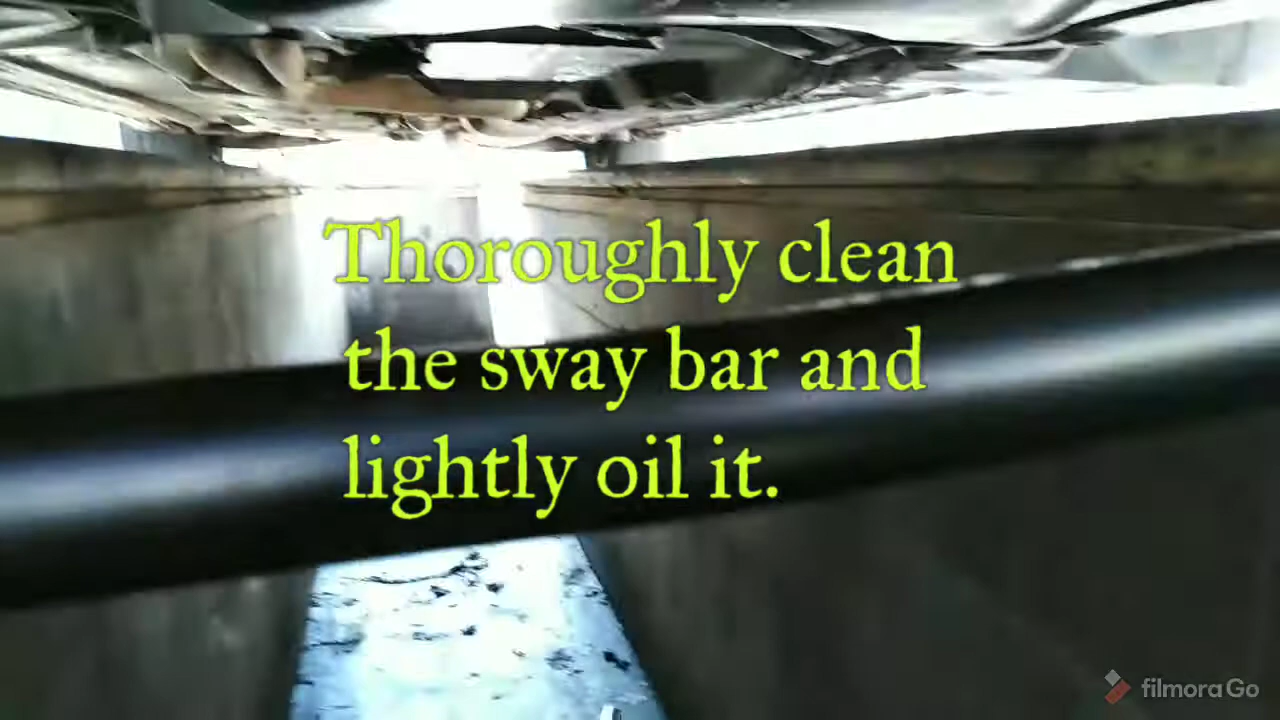 Thoroughly clean
the sway bar and
lightly oil it.
filmoraGo